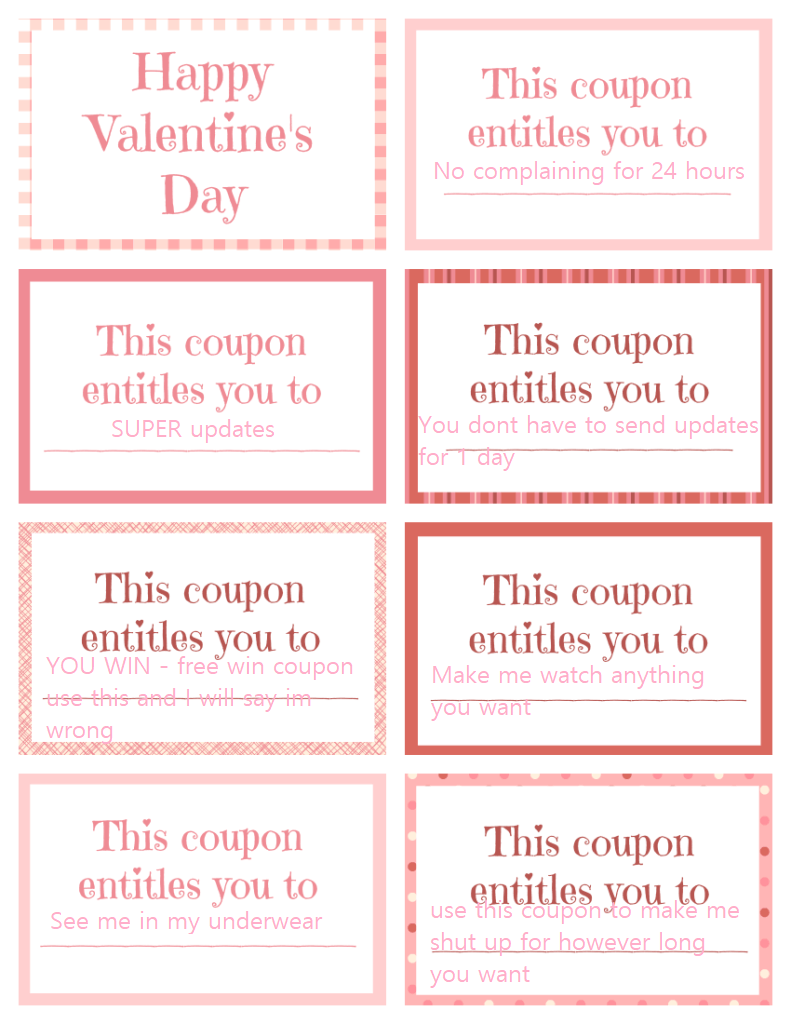 Happy
Valentine's
Day
This coupon
entitles you to
No complaining for 24 hours
This coupon
entitles you to
SUPER updates
This coupon
entitles you to
You dont have to send updates
for 1 day
This coupon
entitles you to
YOU WIN - free win coupon
use this and I will say im
wrong
This coupon
entitles you to
Make me watch anything
you want
This coupon
entitles you to
See me in my underwear
This coupon
entitles you to
use this coupon to make me
shut up for however long
you want